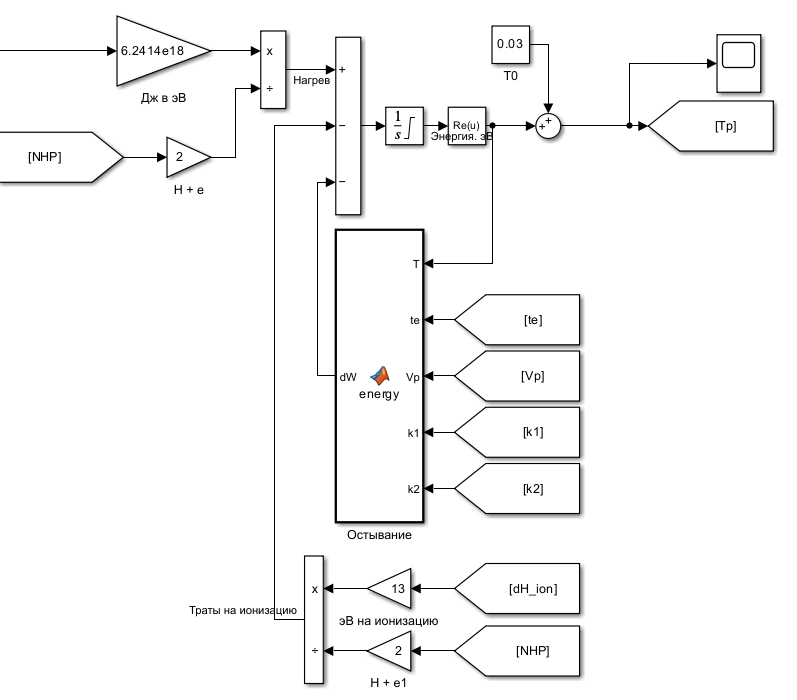 6.2414e18
Дж в эВ
x
÷
Нагрев
[NHP]
2
H + e
+
−
−
1
s
Re(u)
Энергия. эВ
0.03
T0
+
+
[Tp]
T
te
Vp
k1
k2
dW
energy
Остывание
[te]
[Vp]
[k1]
[k2]
Траты на ионизацию
x
÷
13
эВ на ионизацию
[dH_ion]
2
H + e1
[NHP]